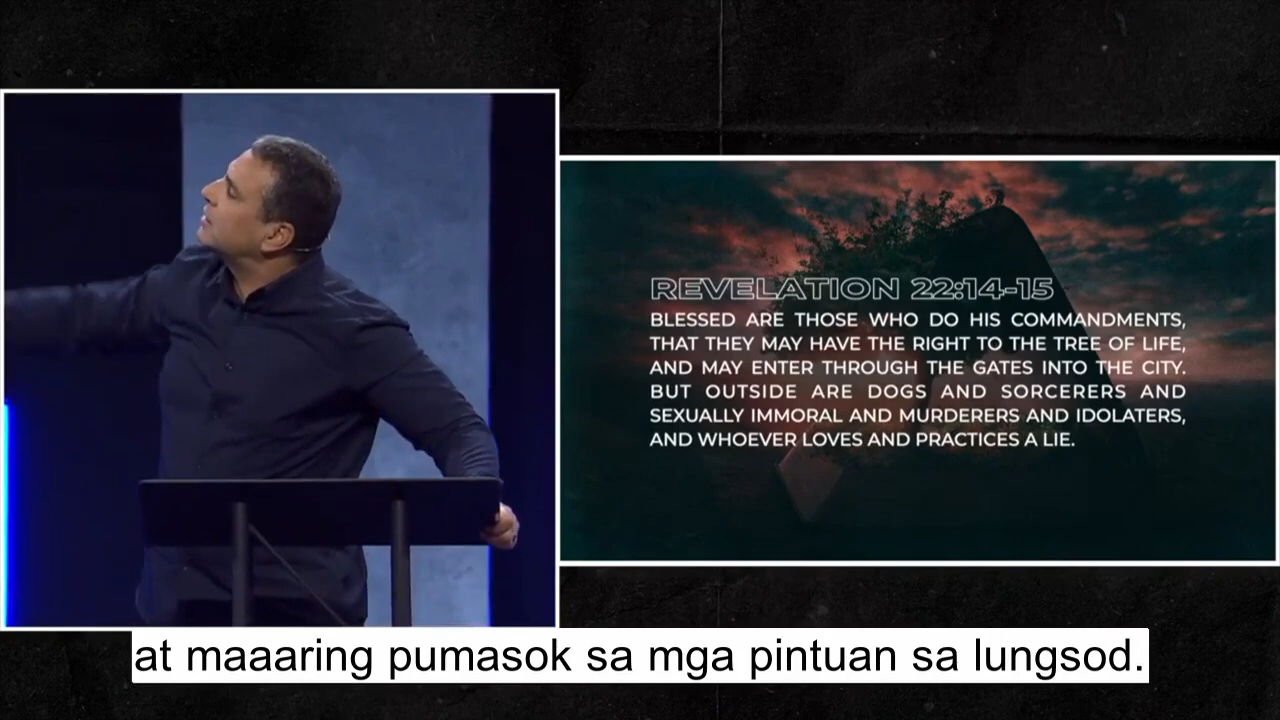 REVELATION 22:14-15
BLESSED ARE THOSE WHO DO HIS COMMANDMENTS,
THAT THEY MAY HAVE THE RIGHT TO THE TREE OF LIFE,
AND MAY ENTER THROUGH THE GATES INTO THE CITY.
BUT OUTSIDE ARE DOGS AND SORCERERS AND
SEXUALLY IMMORAL AND MURDERERS AND IDOLATERS,
AND WHOEVER LOVES AND PRACTICES A LIE.
at maaaring pumasok sa mga pintuan sa lungsod.